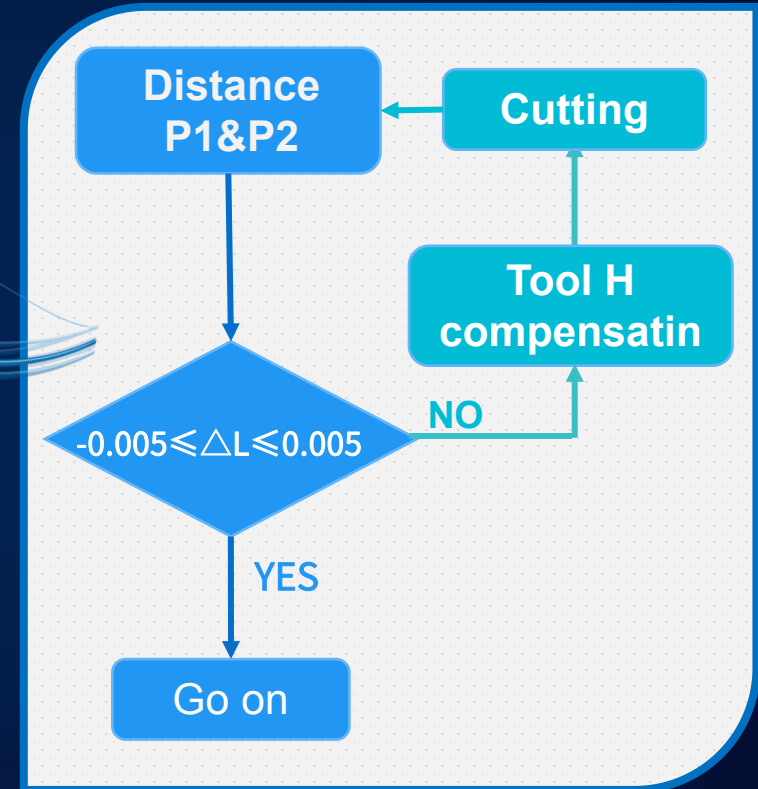 Distance
P1&P2
Cutting
Tool H
compensatin
-0.005≤△L≤0.005
NO
YES
Go on